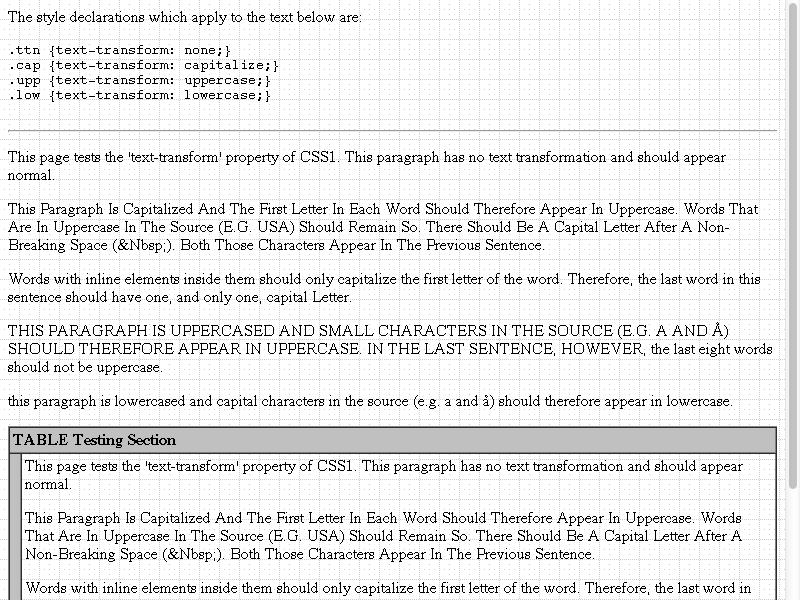 The style declarations which apply to the text below are:
.ttn {text-transform: none;}
.cap {text-transform: capitalize;}
.upp {text-transform: uppercase;}
.low {text-transform: lowercase;}
This page tests the 'text-transform' property of CSS1. This paragraph has no text transformation and should appear
normal.
This Paragraph Is Capitalized And The First Letter In Each Word Should Therefore Appear In Uppercase. Words That
Are In Uppercase In The Source (E.G. USA) Should Remain So. There Should Be A Capital Letter After A Non-
Breaking Space (&Nbsp;). Both Those Characters Appear In The Previous Sentence.
Words with inline elements inside them should only capitalize the first letter of the word. Therefore, the last word in this
sentence should have one, and only one, capital Letter.
THIS PARAGRAPH IS UPPERCASED AND SMALL CHARACTERS IN THE SOURCE (E.G. A AND Å)
SHOULD THEREFORE APPEAR IN UPPERCASE. IN THE LAST SENTENCE, HOWEVER, the last eight words
should not be uppercase.
this paragraph is lowercased and capital characters in the source (e.g. a and å) should therefore appear in lowercase.
TABLE Testing Section
This page tests the 'text-transform' property of CSS1. This paragraph has no text transformation and should appear
normal.
This Paragraph Is Capitalized And The First Letter In Each Word Should Therefore Appear In Uppercase. Words
That Are In Uppercase In The Source (E.G. USA) Should Remain So. There Should Be A Capital Letter After A
Non-Breaking Space (&Nbsp;). Both Those Characters Appear In The Previous Sentence.
Words with inline elements inside them should only capitalize the first letter of the word. Therefore, the last word in